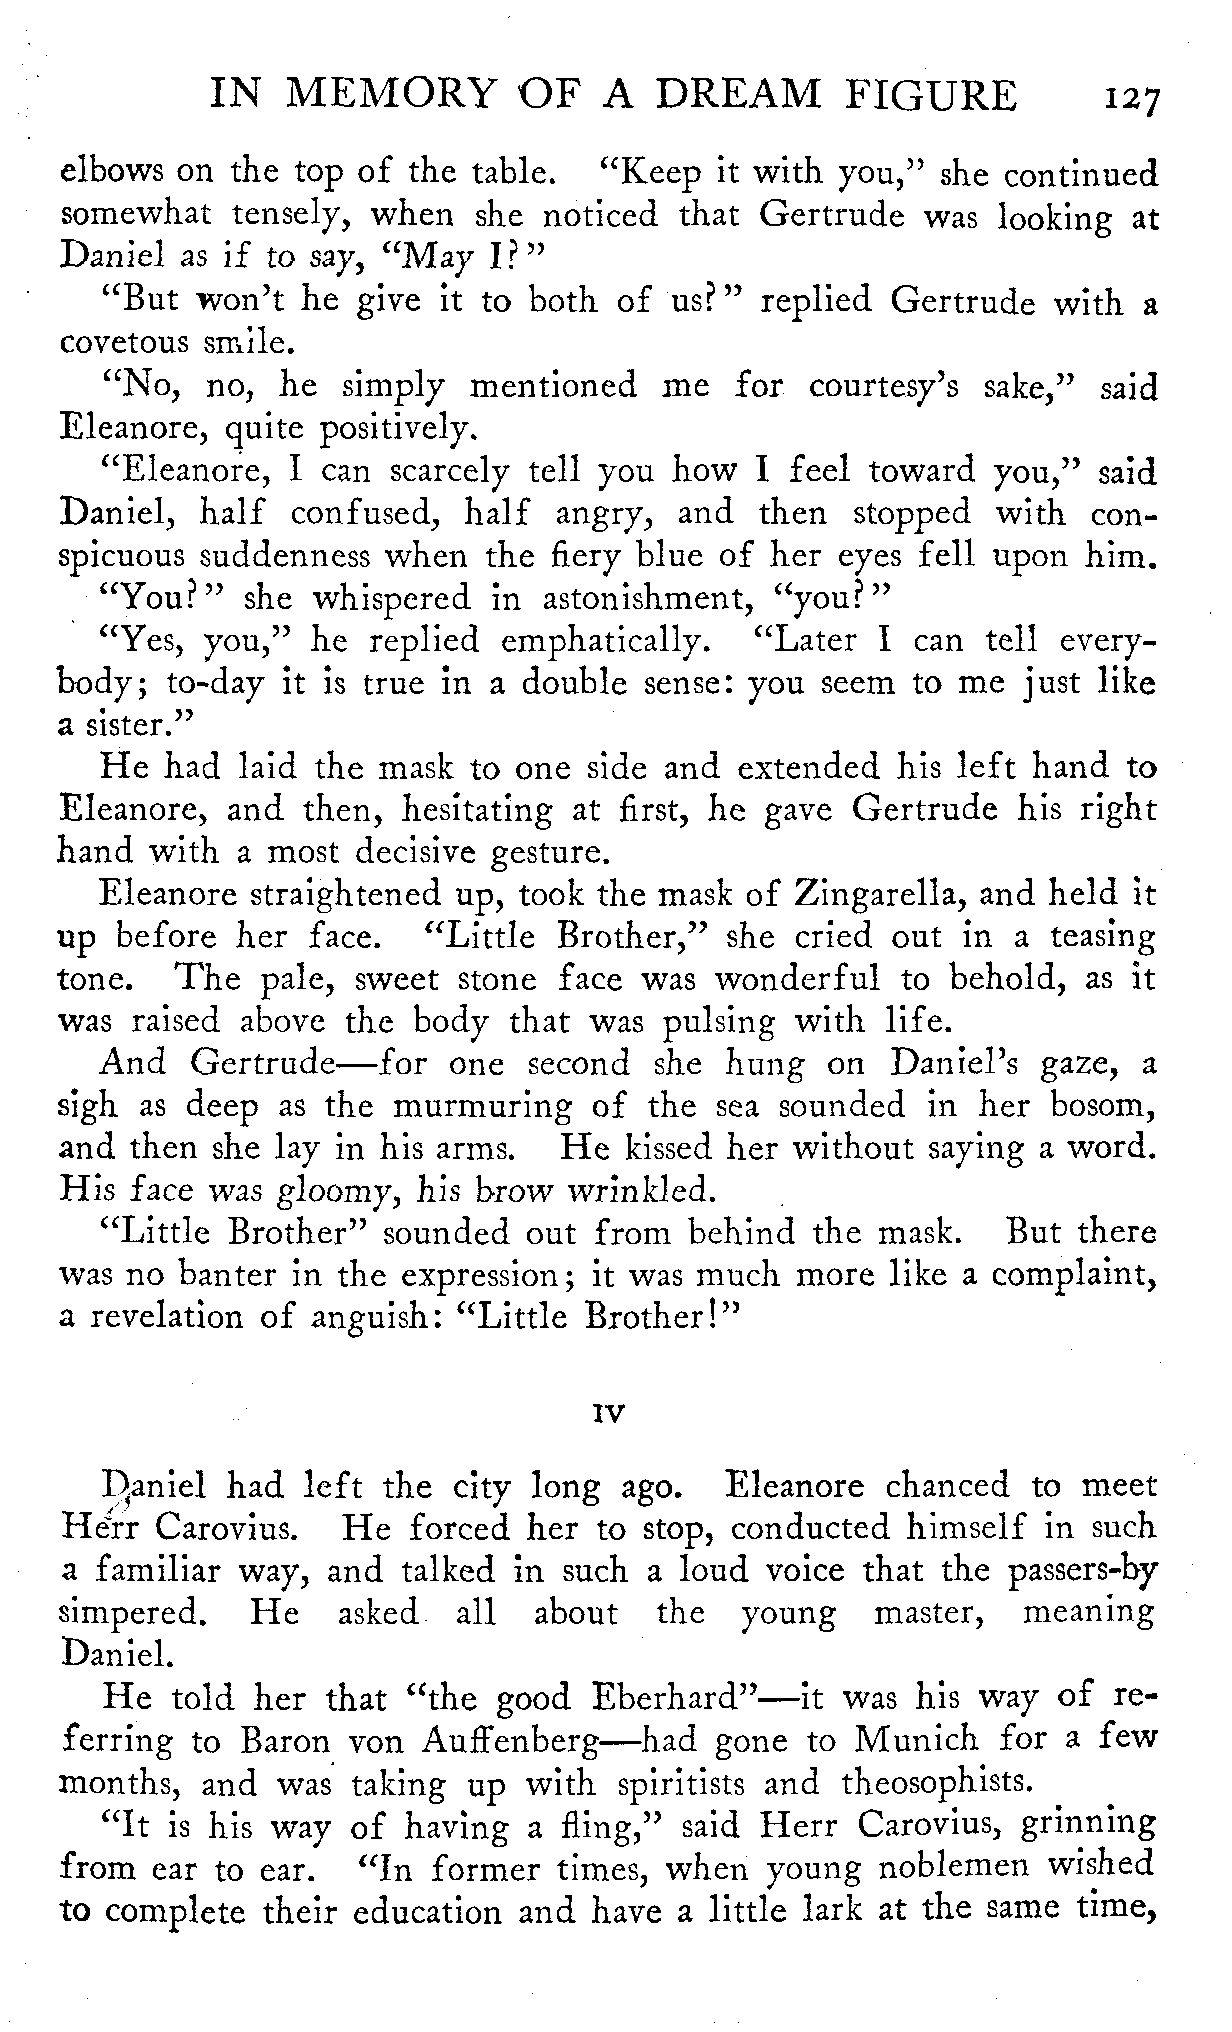 IN MEMORY OF A DREAM FIGURE 127
elbows on the top of the table. “Keep it with you,” she continued
somewhat tensely, when she noticed that Gertrude was looking at
Daniel as if to say, “May I?”
“But won’t he give it to both of us?” replied Gertrude with a
covetous smile.
“No, no, he simply mentioned me for courtesy’s sake,” said
Eleanore, quite positively.
“Eleanore, I can scarcely tell you how I feel toward you,” said
Daniel, half confused, half angry, and then stopped with con-
spicuous suddenness when the fiery blue of her eyes fell upon him.
“You?” she whispered in astonishment, “you?”
“Yes, you,” he replied emphatically. “Later I can tell every-
body; to-day it is true in a double sense: you seem to me just like
a sister.”
He had laid the mask to one side and extended his left hand to
Eleanore, and then, hesitating at first, he gave Gertrude his right
hand with a most decisive gesture.
Eleanore straightened up, took the mask of Zingarella, and held it
up before her face. “Little Brother,” she cried out in a teasing
tone. The pale, sweet stone face was wonderful to behold, as it
was raised above the body that was pulsing with life.
And Gertrude—for one second she hung on Daniel’s gaze, a
sigh as deep as the murmuring of the sea sounded in her bosom,
and then she lay in his arms. He kissed her without saying a word.
His face was gloomy, his brow wrinkled.
“Little Brother” sounded out from behind the mask. But there
was no banter in the expression; it was much more like a complaint,
a revelation of anguish: “Little Brother!”
IV
Daniel had left the city long ago. Eleanore chanced to meet
Herr Carovius. He forced her to stop, conducted himself in such
a familiar way, and talked in such a loud voice that the passers-by
simpered. He asked all about the young master, meaning
Daniel.
He told her that “the good Eberhard”—it was his way of re-
ferring to Baron von Auffenberg—had gone to Munich for a few
months, and was taking up with spiritists and theosophists.
“It is his way of having a fling,” said Herr Carovius, grinning
from ear to ear. “In former times, when young noblemen wished
to complete their education and have a little lark at the same time,